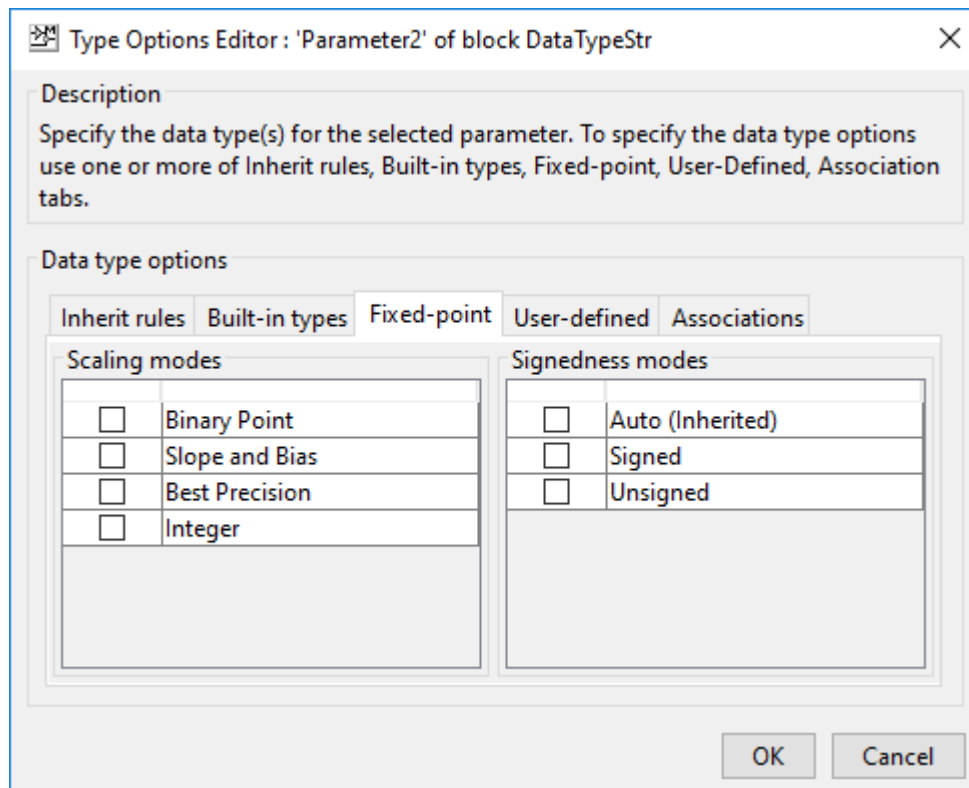 Type Options Editor : 'Parameter2' of block DataTypeStr
Description
Specify the data type(s) for the selected parameter. To specify the data type options
use one or more of Inherit rules, Built-in types, Fixed-point, User-Defined, Association
tabs.
Data type options
Inherit rules Built-in types Fixed-point User-defined Associations
Scaling modes
Binary Point
Slope and Bias
Best Precision
Integer
Signedness modes
Auto (Inherited)
Signed
Unsigned
OK Cancel